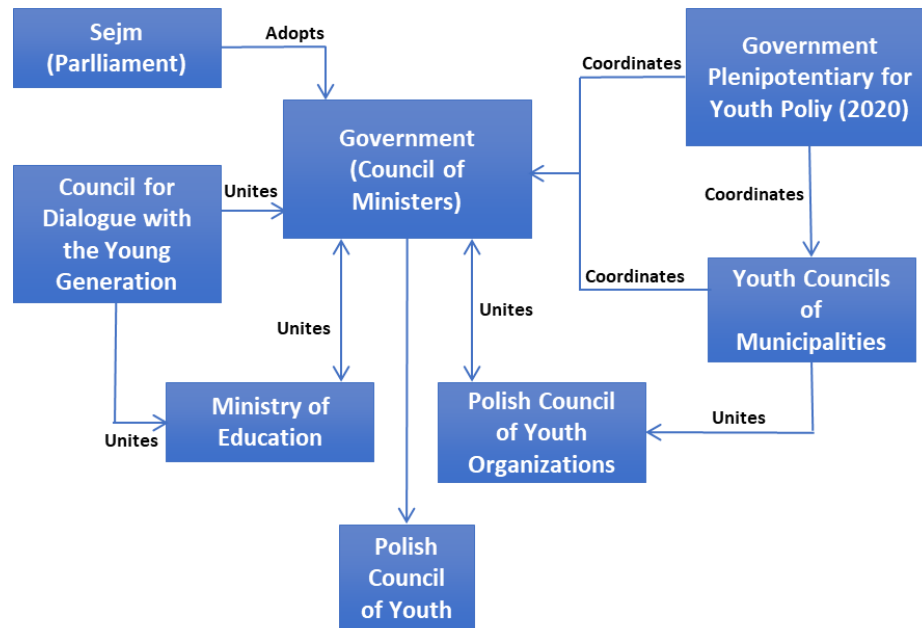 Sejm
(Parlliament)
Adopts
Government
Plenipotentiary for
Youth Poliy (2020)
Coordinates
Government
(Council of
Ministers)
Council for
Dialogue with
the Young
Generation
Unites
Coordinates
Coordinates
Youth Councils
of
Municipalities
Unites
Unites
Ministry of
Education
Unites
Polish Council
of Youth
Organizations
Unites
Polish
Council
of Youth